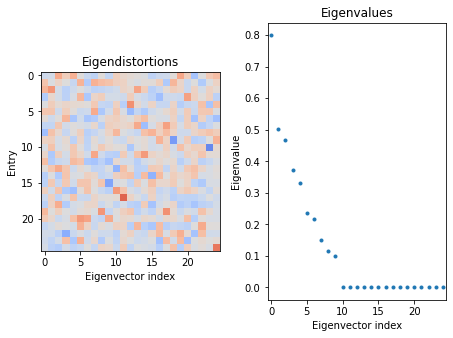 Eigendistortions
0
5
10
15
20
Entry
0 5 10 15 20
Eigenvector index
Eigenvalues
0.8
0.7
0.6
0.5
0.4
0.3
0.2
0.1
0.0
Eigenvalue
0 5 10 15 20
Eigenvector index